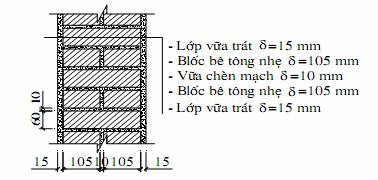 - Lớp vữa trát δ=15 mm
- Blốc bê tông nhẹ δ=105 mm
- Vữa chèn mạch δ=10 mm
- Blốc bê tông nhẹ δ=105 mm
- Lớp vữa trát δ=15 mm
10
60
15 105 10 105 15